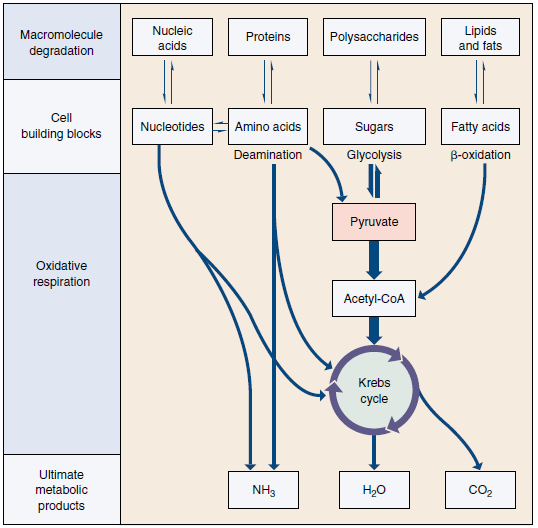 Macromolecule
degradation
Nucleic
acids
Proteins
Polysaccharides
Lipids
and fats
Cell
building blocks
Nucleotides
Amino acids
Sugars
Fatty acids
Deamination
Glycolysis
β-oxidation
Oxidative
respiration
Pyruvate
Acetyl-CoA
Krebs
cycle
Ultimate
metabolic
products
NH3
H2O
CO2